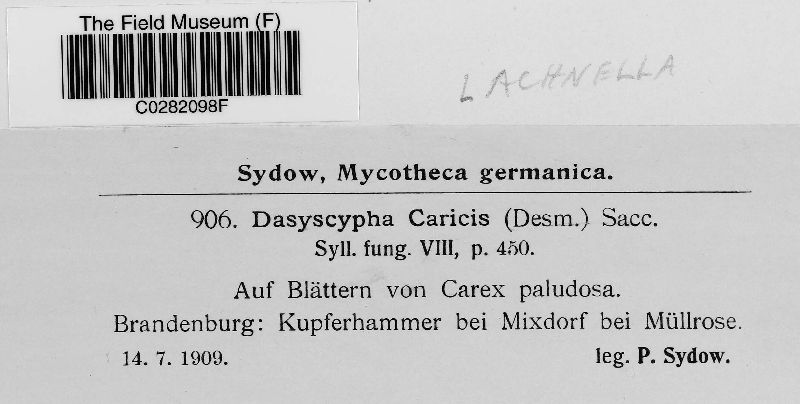 The Field Museum (F)
C0282098F
LACHNELLA
Sydow, Mycotheca germanica.
906. Dasyscypha Caricis (Desm.) Sacc.
Syll. fung. VIII, p. 450.
Auf Blättern von Carex paludosa.
Brandenburg: Kupferhammer bei Mixdorf bei Müllrose.
14. 7. 1909. leg. P. Sydow.